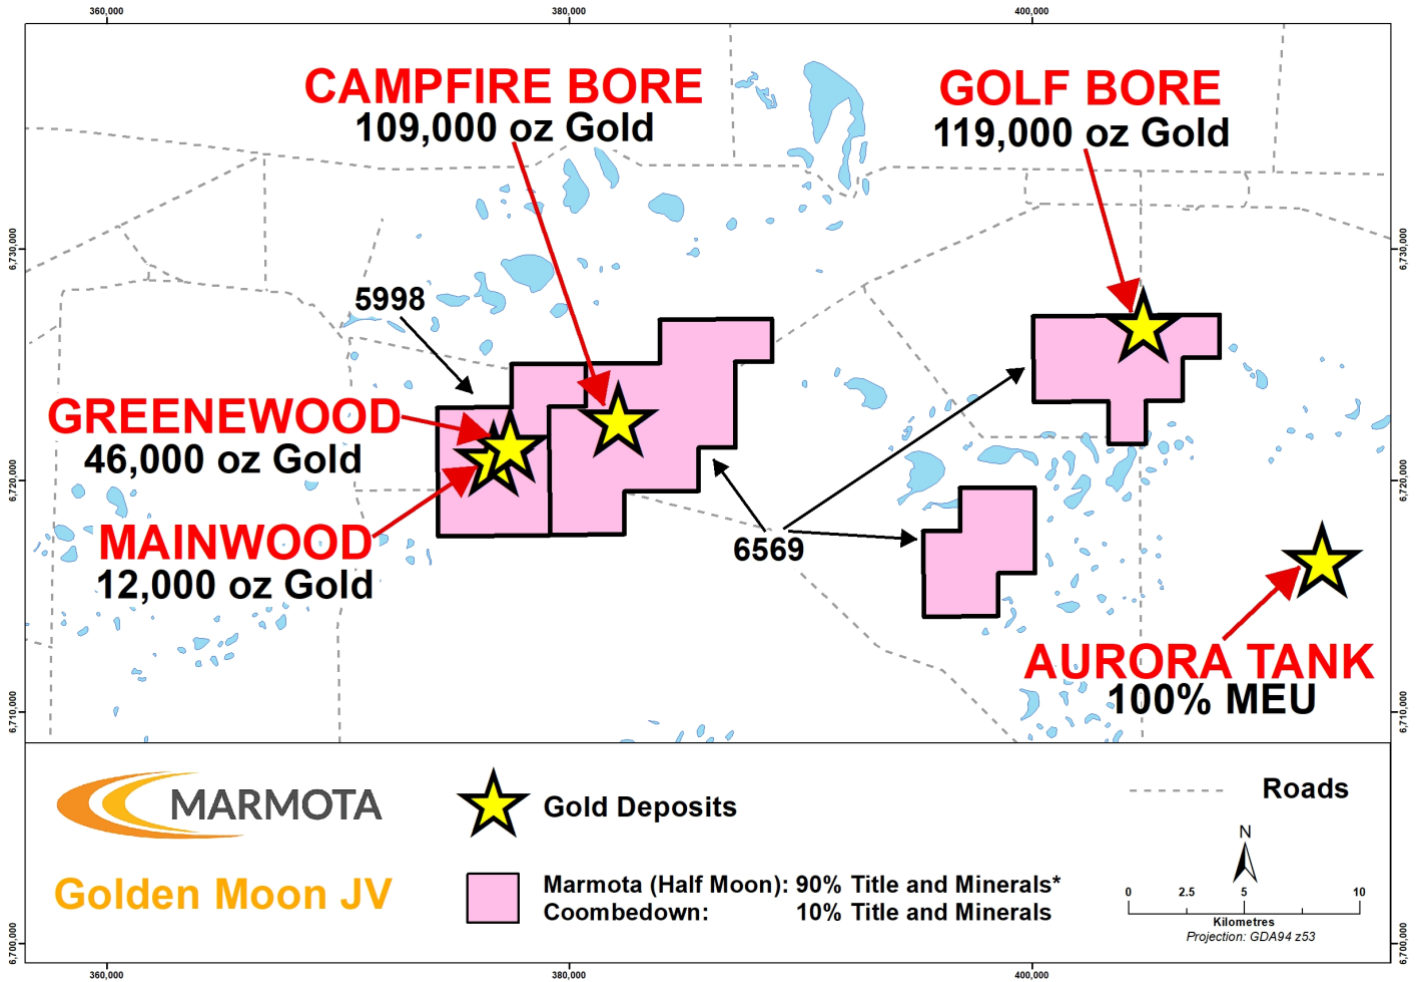 360,000
380,000
400,000
CAMPFIRE BORE
109,000 oz Gold
GOLF BORE
119,000 oz Gold
6,730,000
6,730,000
5998
GREENEWOOD
46,000 oz Gold
6,720,000
6,720,000
MAINWOOD
12,000 oz Gold
6569
AURORA TANK
100% MEU
6,710,000
6,710,000
MARMOTA
Golden Moon JV
Gold Deposits
Marmota (Half Moon): 90% Title and Minerals*
Coombedown: 10% Title and Minerals
Roads
N
0 2.5 5 10
Kilometres
Projection: GDA94 z53
6,700,000
6,700,000
360,000
380,000
400,000